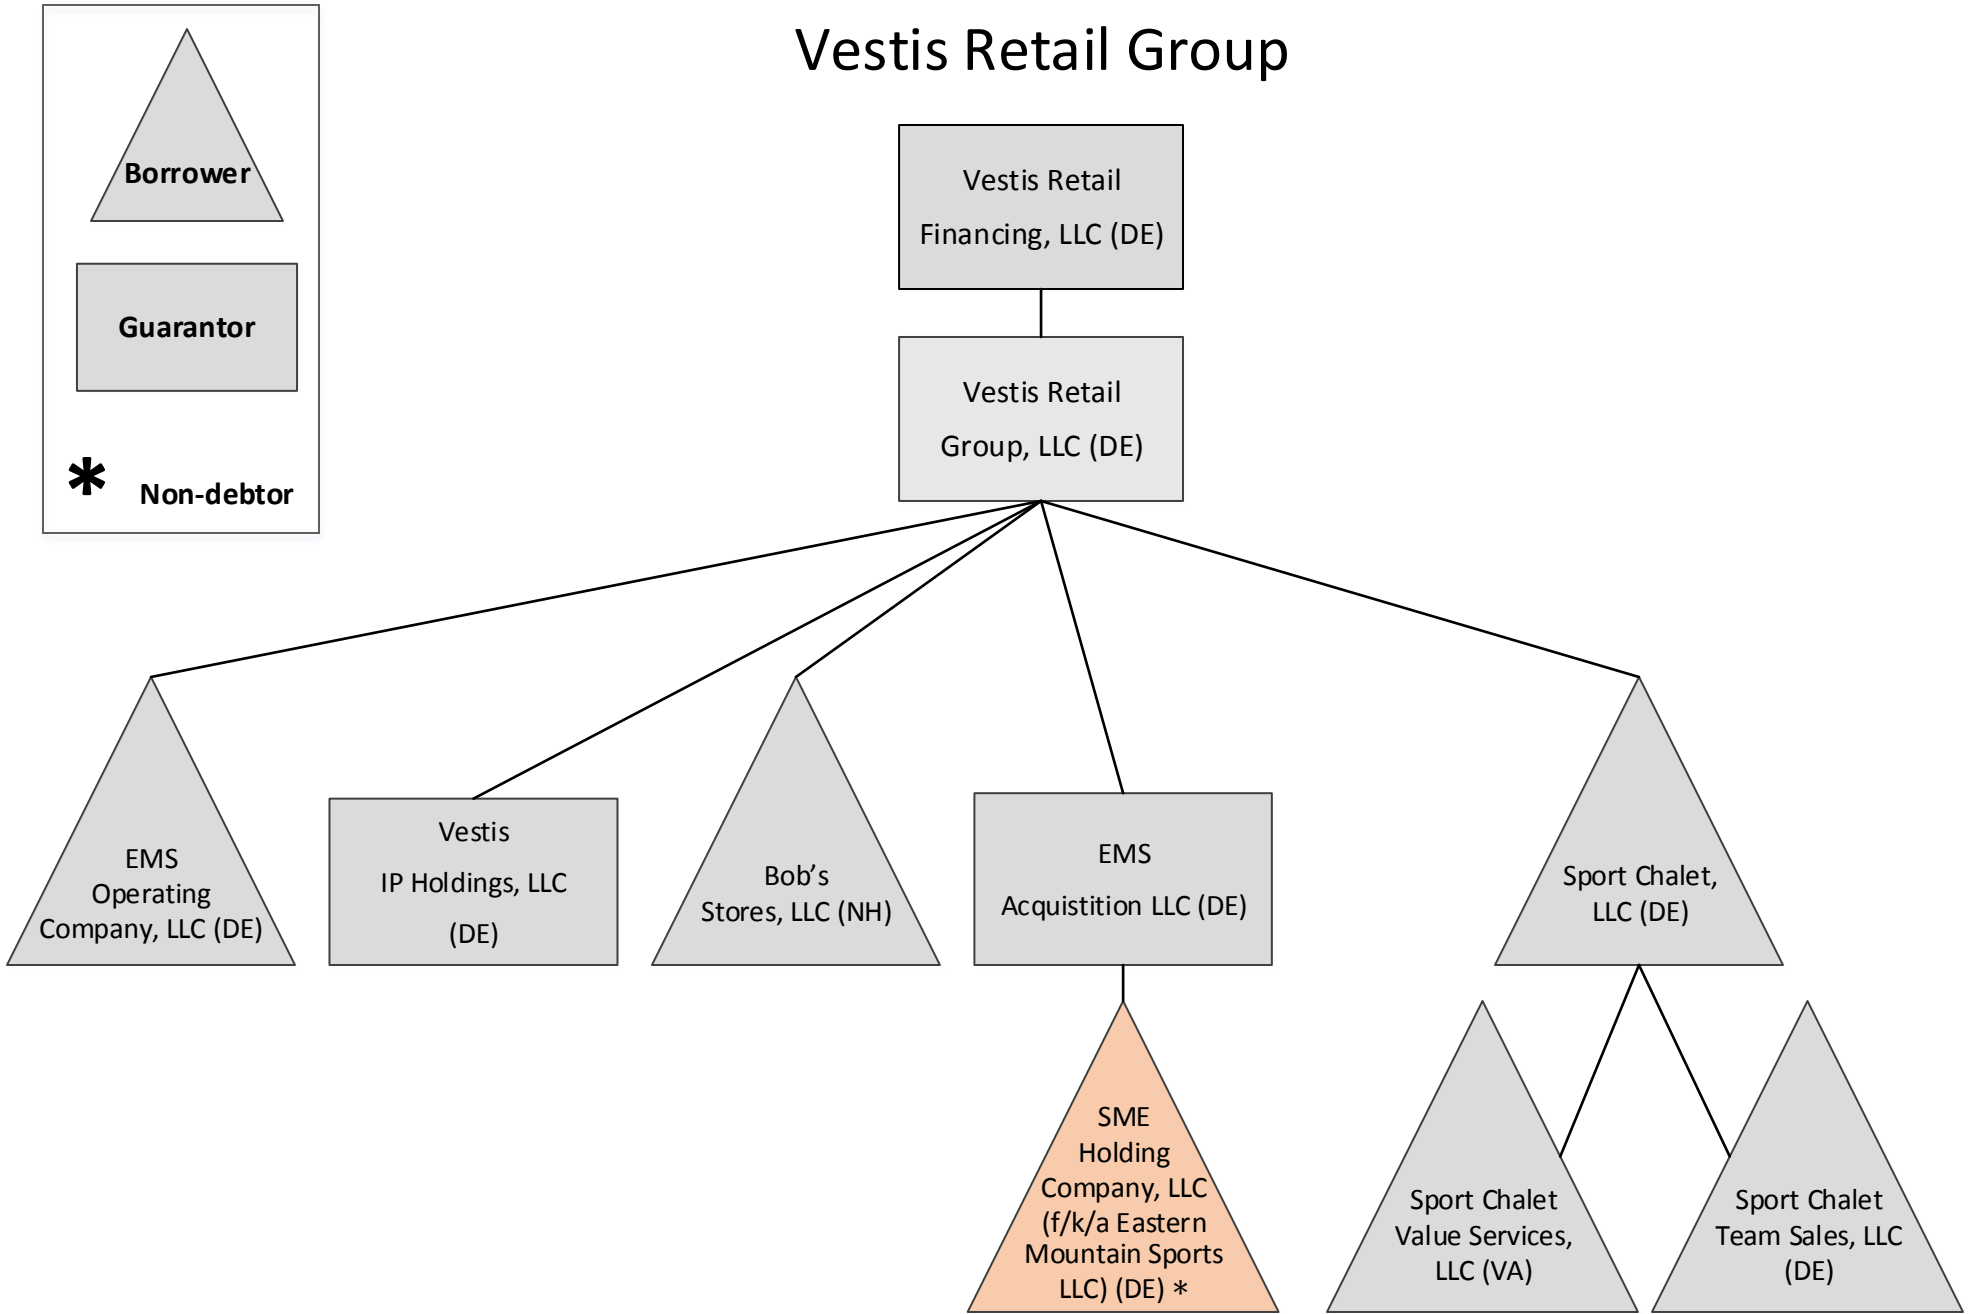 Vestis Retail Group
Borrower
Guarantor
* Non-debtor
Vestis Retail
Financing, LLC (DE)
Vestis Retail
Group, LLC (DE)
EMS
Operating
Company, LLC (DE)
Vestis
IP Holdings, LLC
(DE)
Bob’s
Stores, LLC (NH)
EMS
Acquistition LLC (DE)
Sport Chalet,
LLC (DE)
SME
Holding
Company, LLC
(f/k/a Eastern
Mountain Sports
LLC) (DE) *
Sport Chalet
Value Services,
LLC (VA)
Sport Chalet
Team Sales, LLC
(DE)